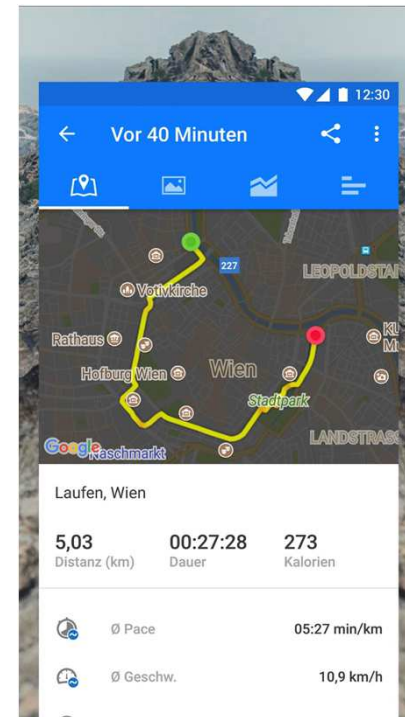 12:30
Vor 40 Minuten
227
LEOPOLDSTA
Votivkirche
Rathaus
Wien
Hofburg Wien
Stadtpark
LANDSTRASS
Google
Naschmarkt
Laufen, Wien
5,03 00:27:28 273
Distanz (km) Dauer Kalorien
Ø Pace 05:27 min/km
Ø Geschw. 10,9 km/h